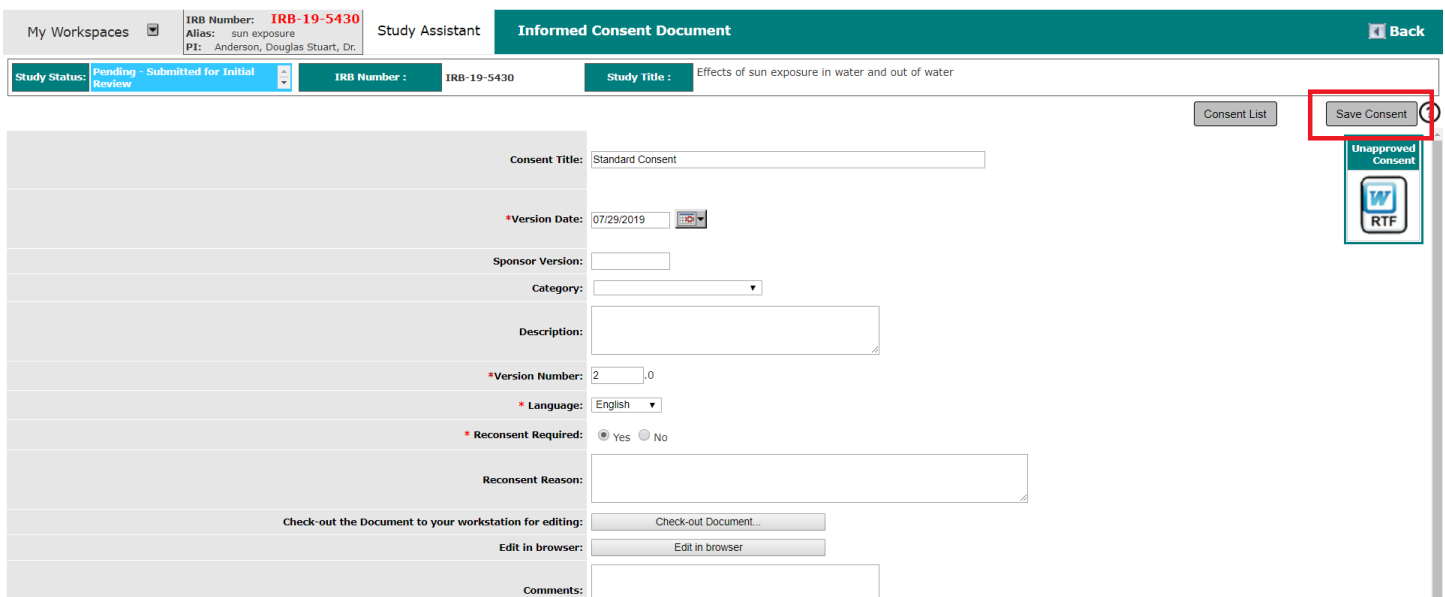 My Workspaces
IRB Number: IRB-19-5430
Alias: sun exposure
PI: Anderson, Douglas Stuart, Dr.
Study Assistant
Informed Consent Document
Back
Study Status:
Pending - Submitted for Initial
Review
IRB Number :
IRB-19-5430
Study Title :
Effects of sun exposure in water and out of water
Consent List
Save Consent
?
Consent Title: Standard Consent
Unapproved
Consent
W
RTF
*Version Date: 07/29/2019
Sponsor Version:
Category:
Description:
*Version Number: 2 .0
* Language: English
* Reconsent Required: Yes No
Reconsent Reason:
Check-out the Document to your workstation for editing: Check-out Document...
Edit in browser: Edit in browser
Comments: